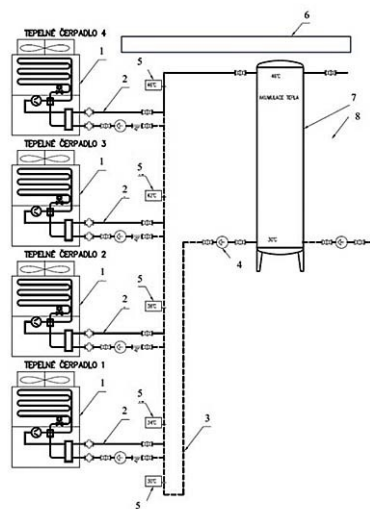 6
TEPELNÉ ČERPADLO 4
1
2
5
46°C
46°C
AKUMULACE TEPLA
7
8
TEPELNÉ ČERPADLO 3
1
2
5
42°C
30°C
4
TEPELNÉ ČERPADLO 2
1
2
5
38°C
TEPELNÉ ČERPADLO 1
1
2
5
34°C
3
30°C
5